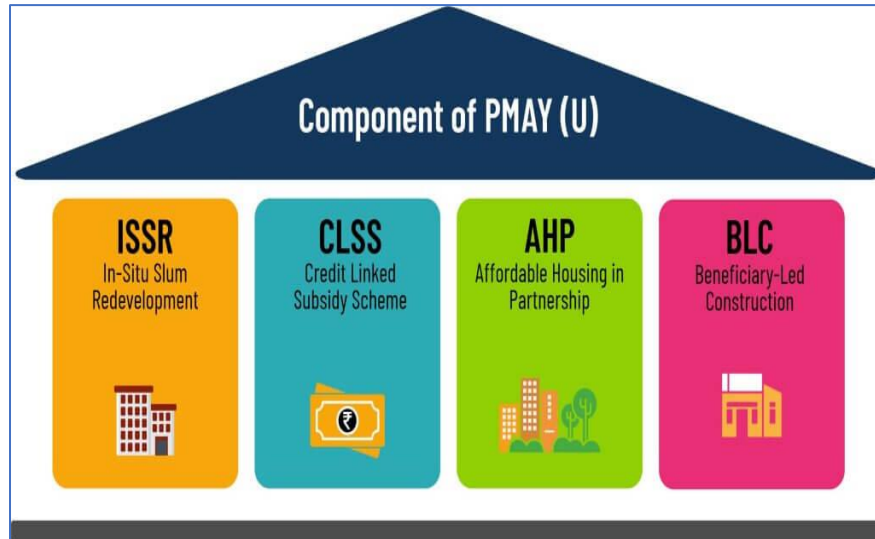 Component of PMAY (U)
ISSR
In-Situ Slum
Redevelopment
CLSS
Credit Linked
Subsidy Scheme
₹
AHP
Affordable Housing in
Partnership
BLC
Beneficiary-Led
Construction